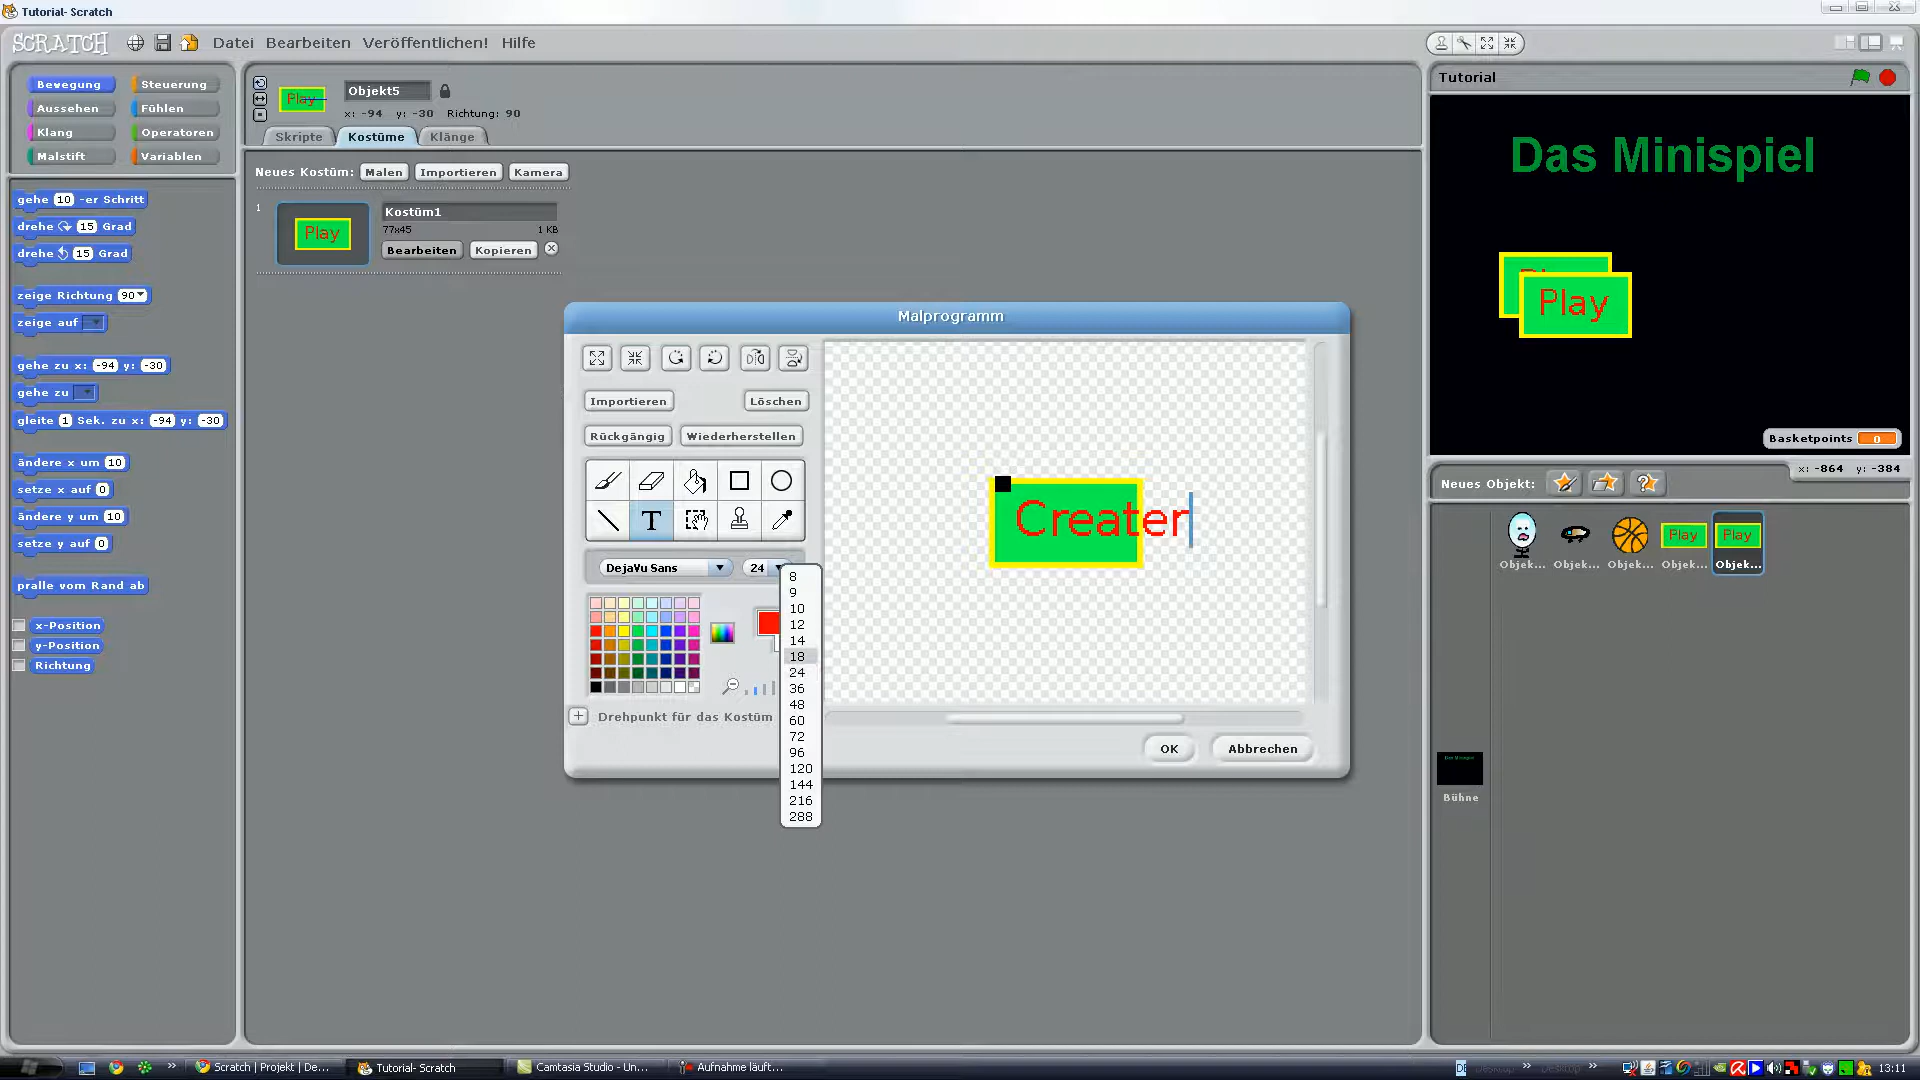 Tutorial- Scratch
SCRATCH Datei Bearbeiten Veröffentlichen! Hilfe
Bewegung Steuerung
Aussehen Fühlen
Klang Operatoren
Malstift Variablen
gehe 10 -er Schritt
drehe 15 Grad
drehe 15 Grad
zeige Richtung 90
zeige auf
gehe zu x: -94 y: -30
gehe zu
gleite 1 Sek. zu x: -94 y: -30
ändere x um 10
setze x auf 0
ändere y um 10
setze y auf 0
pralle vom Rand ab
x-Position
y-Position
Richtung
Play
Objekt5
x: -94 y: -30 Richtung: 90
Skripte Kostüme Klänge
Neues Kostüm: Malen Importieren Kamera
1
Play
Kostüm1
77x45 1 KB
Bearbeiten Kopieren
Malprogramm
Importieren Löschen
Rückgängig Wiederherstellen
T
DejaVu Sans 24
8
9
10
12
14
18
24
36
48
60
72
96
120
144
216
288
Drehpunkt für das Kostüm
Creater
OK Abbrechen
Tutorial
Das Minispiel
Play
Basketpoints 0
x: -864 y: -384
Neues Objekt:
Play Play
Objek... Objek... Objek... Objek... Objek...
Bühne
Scratch | Projekt | De... Tutorial- Scratch Camtasia Studio - Un... Aufnahme läuft...
DE Desktop » Desktop » 13:11